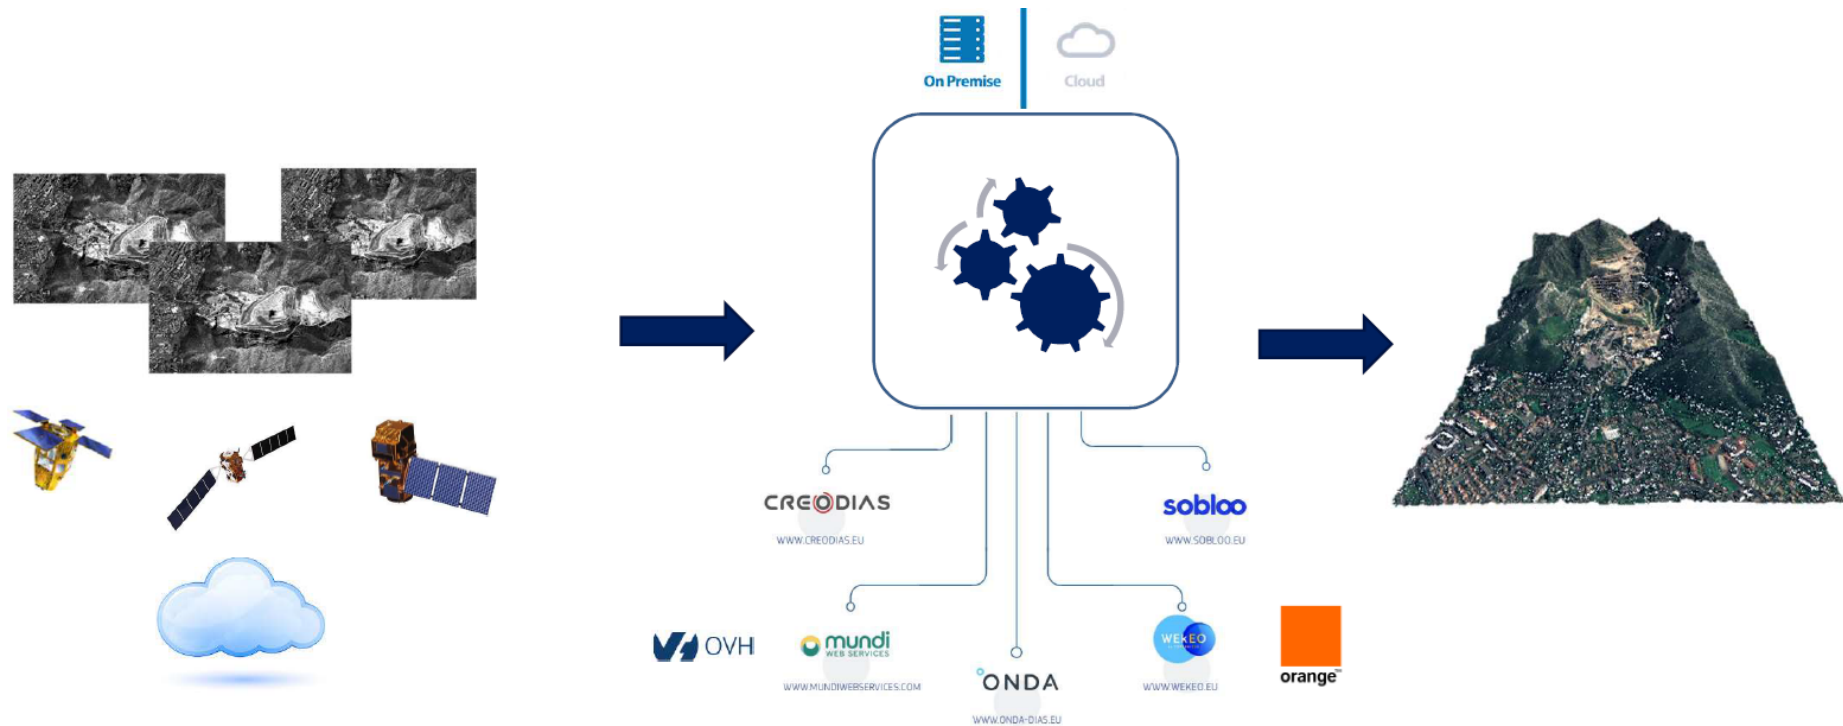 On Premise
Cloud
CREODIAS
WWW.CREODIAS.EU
sobloo
WWW.SOBLOO.EU
OVH
mundi
WEB SERVICES
WWW.MUNDIWEBSERVICES.COM
ONDA
WWW.ONDA-DIAS.EU
WEkEO
WWW.WEKEO.EU
orange™